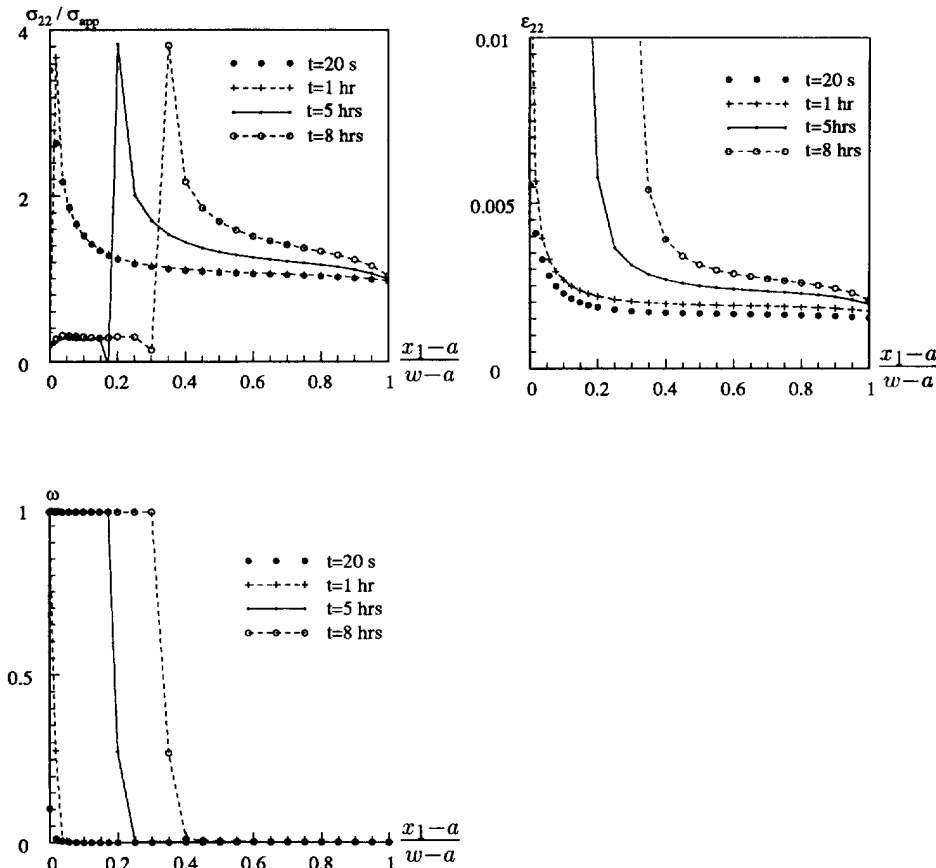 σ22 / σapp
4
2
0
t=20 s
t=1 hr
t=5 hrs
t=8 hrs
0 0.2 0.4 0.6 0.8 1
x1−a
w−a
ε22
0.01
0.005
0
t=20 s
t=1 hr
t=5hrs
t=8 hrs
0 0.2 0.4 0.6 0.8 1
x1−a
w−a
ω
1
0.5
0
t=20 s
t=1 hr
t=5 hrs
t=8 hrs
0 0.2 0.4 0.6 0.8 1
x1−a
w−a